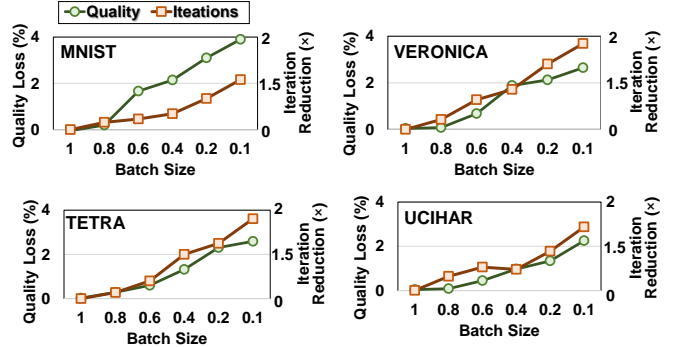 Quality Iteations
MNIST
Quality Loss (%)
4
2
0
2
1.5
0
Iteration
Reduction (×)
1 0.8 0.6 0.4 0.2 0.1
Batch Size
VERONICA
Quality Loss (%)
4
2
0
2
1.5
0
Iteration
Reduction (×)
1 0.8 0.6 0.4 0.2 0.1
Batch Size
TETRA
Quality Loss (%)
4
2
0
2
1.5
0
Iteration
Reduction (×)
1 0.8 0.6 0.4 0.2 0.1
Batch Size
UCIHAR
Quality Loss (%)
4
2
0
2
1.5
0
Iteration
Reduction (×)
1 0.8 0.6 0.4 0.2 0.1
Batch Size